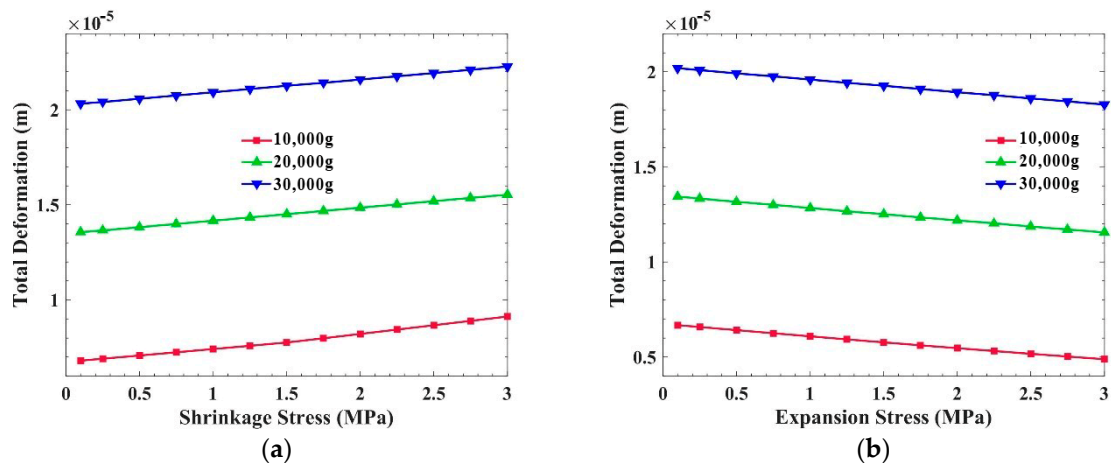 ×10⁻⁵
2
1.5
1
Total Deformation (m)
10,000g
20,000g
30,000g
0 0.5 1 1.5 2 2.5 3
Shrinkage Stress (MPa)
(a)
×10⁻⁵
2
1.5
1
0.5
Total Deformation (m)
10,000g
20,000g
30,000g
0 0.5 1 1.5 2 2.5 3
Expansion Stress (MPa)
(b)